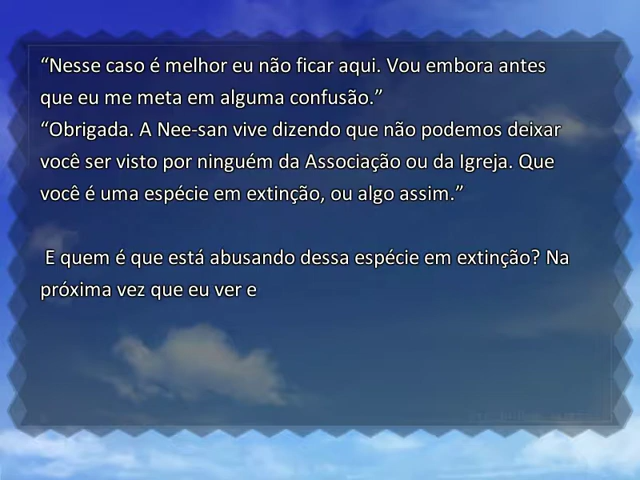 “Nesse caso é melhor eu não ficar aqui. Vou embora antes
que eu me meta em alguma confusão.”
“Obrigada. A Nee-san vive dizendo que não podemos deixar
você ser visto por ninguém da Associação ou da Igreja. Que
você é uma espécie em extinção, ou algo assim.”
E quem é que está abusando dessa espécie em extinção? Na
próxima vez que eu ver e